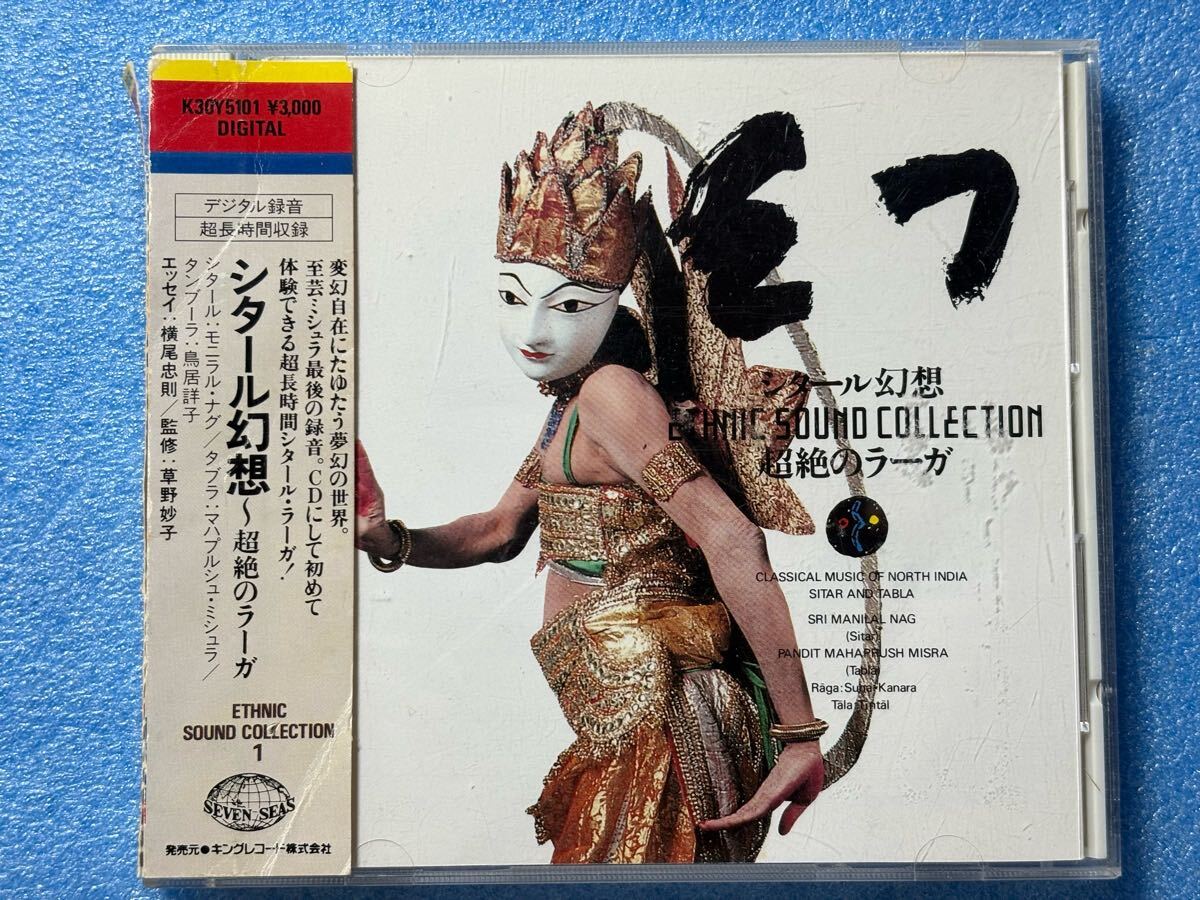 K30Y5101 ¥3,000
DIGITAL
デジタル録音
超長時間収録
変幻自在にたゆたう夢幻の世界。
至芸ミシュラ最後の録音。CDにして初めて
体験できる超長時間シタール・ラーガ!
シタール幻想〜超絶のラーガ
シタール:モニラル・ナグ/タブラ:マハプルシュ・ミシュラ/
タンブーラ:鳥居詳子
エッセイ:横尾忠則/監修:草野妙子
ETHNIC
SOUND COLLECTION
1
SEVEN SEAS
発売元●キングレコード株式会社
シタール幻想
ETHNIC SOUND COLLECTION
超絶のラーガ
CLASSICAL MUSIC OF NORTH INDIA
SITAR AND TABLA
SRI MANILAL NAG
(Sitar)
PANDIT MAHAPRUSH MISRA
(Tabla)
Rāga: Suha-Kanara
Tāla: Tintāl